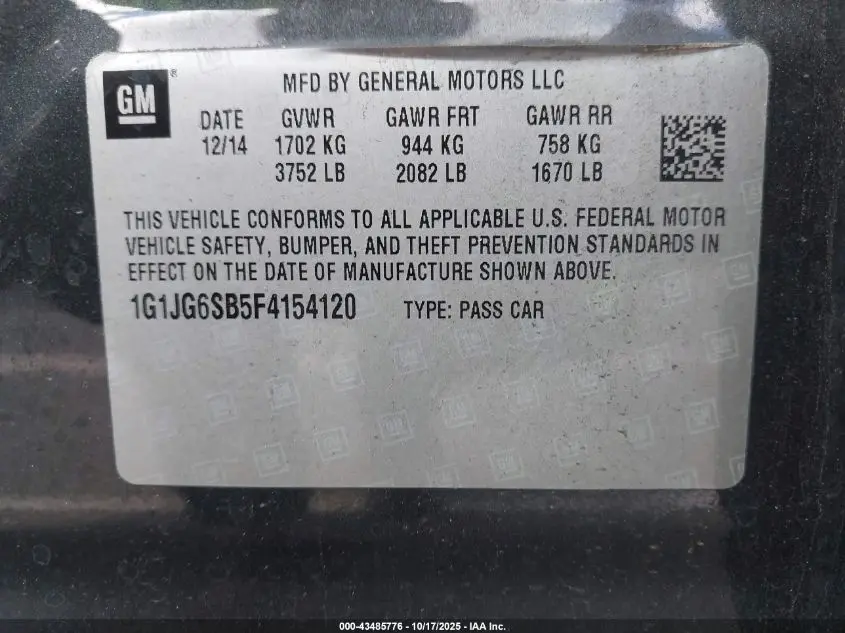 GM
®
MFD BY GENERAL MOTORS LLC
DATE GVWR GAWR FRT GAWR RR
12/14 1702 KG 944 KG 758 KG
3752 LB 2082 LB 1670 LB
THIS VEHICLE CONFORMS TO ALL APPLICABLE U.S. FEDERAL MOTOR
VEHICLE SAFETY, BUMPER, AND THEFT PREVENTION STANDARDS IN
EFFECT ON THE DATE OF MANUFACTURE SHOWN ABOVE.
1G1JG6SB5F4154120 TYPE: PASS CAR
000-43485776 - 10/17/2025 - IAA Inc.